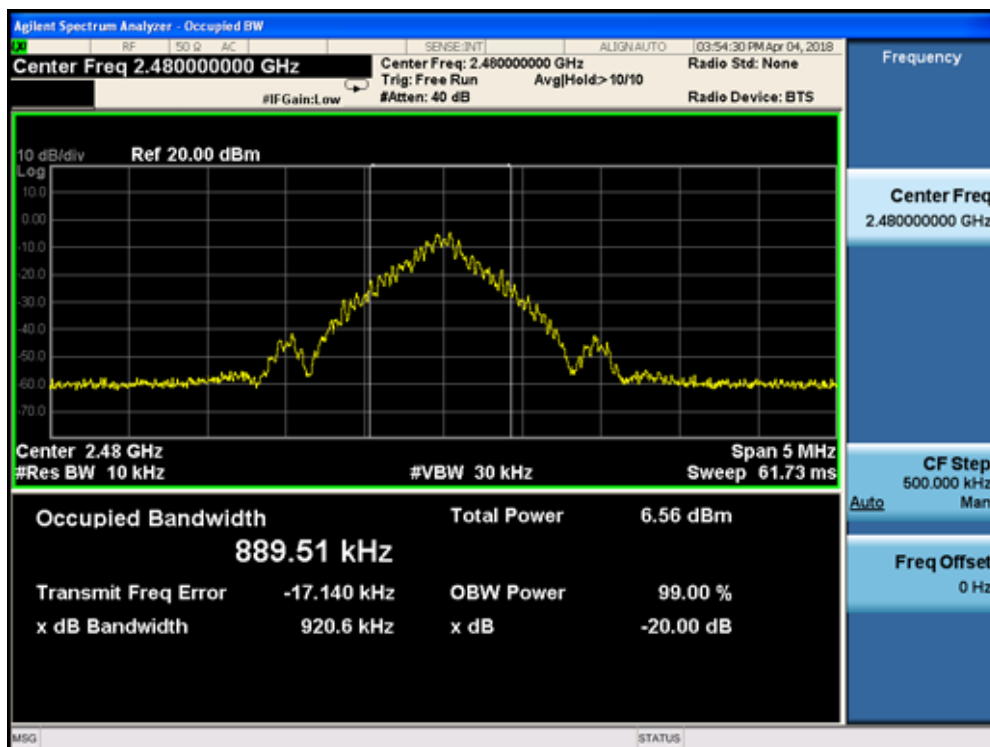 Agilent Spectrum Analyzer - Occupied BW
RF 50 Ω AC SENSE:INT ALIGNAUTO 03:54:30 PM Apr 04, 2018
Center Freq 2.480000000 GHz
Center Freq: 2.480000000 GHz Radio Std: None
Trig: Free Run Avg|Hold:> 10/10
#IFGain:Low #Atten: 40 dB Radio Device: BTS
10 dB/div Ref 20.00 dBm
Log
10.0
0.00
-10.0
-20.0
-30.0
-40.0
-50.0
-60.0
-70.0
Center 2.48 GHz Span 5 MHz
#Res BW 10 kHz #VBW 30 kHz Sweep 61.73 ms
Occupied Bandwidth Total Power 6.56 dBm
889.51 kHz
Transmit Freq Error -17.140 kHz OBW Power 99.00 %
x dB Bandwidth 920.6 kHz x dB -20.00 dB
MSG STATUS
Frequency
Center Freq
2.480000000 GHz
CF Step
500.000 kHz
Auto Man
Freq Offset
0 Hz